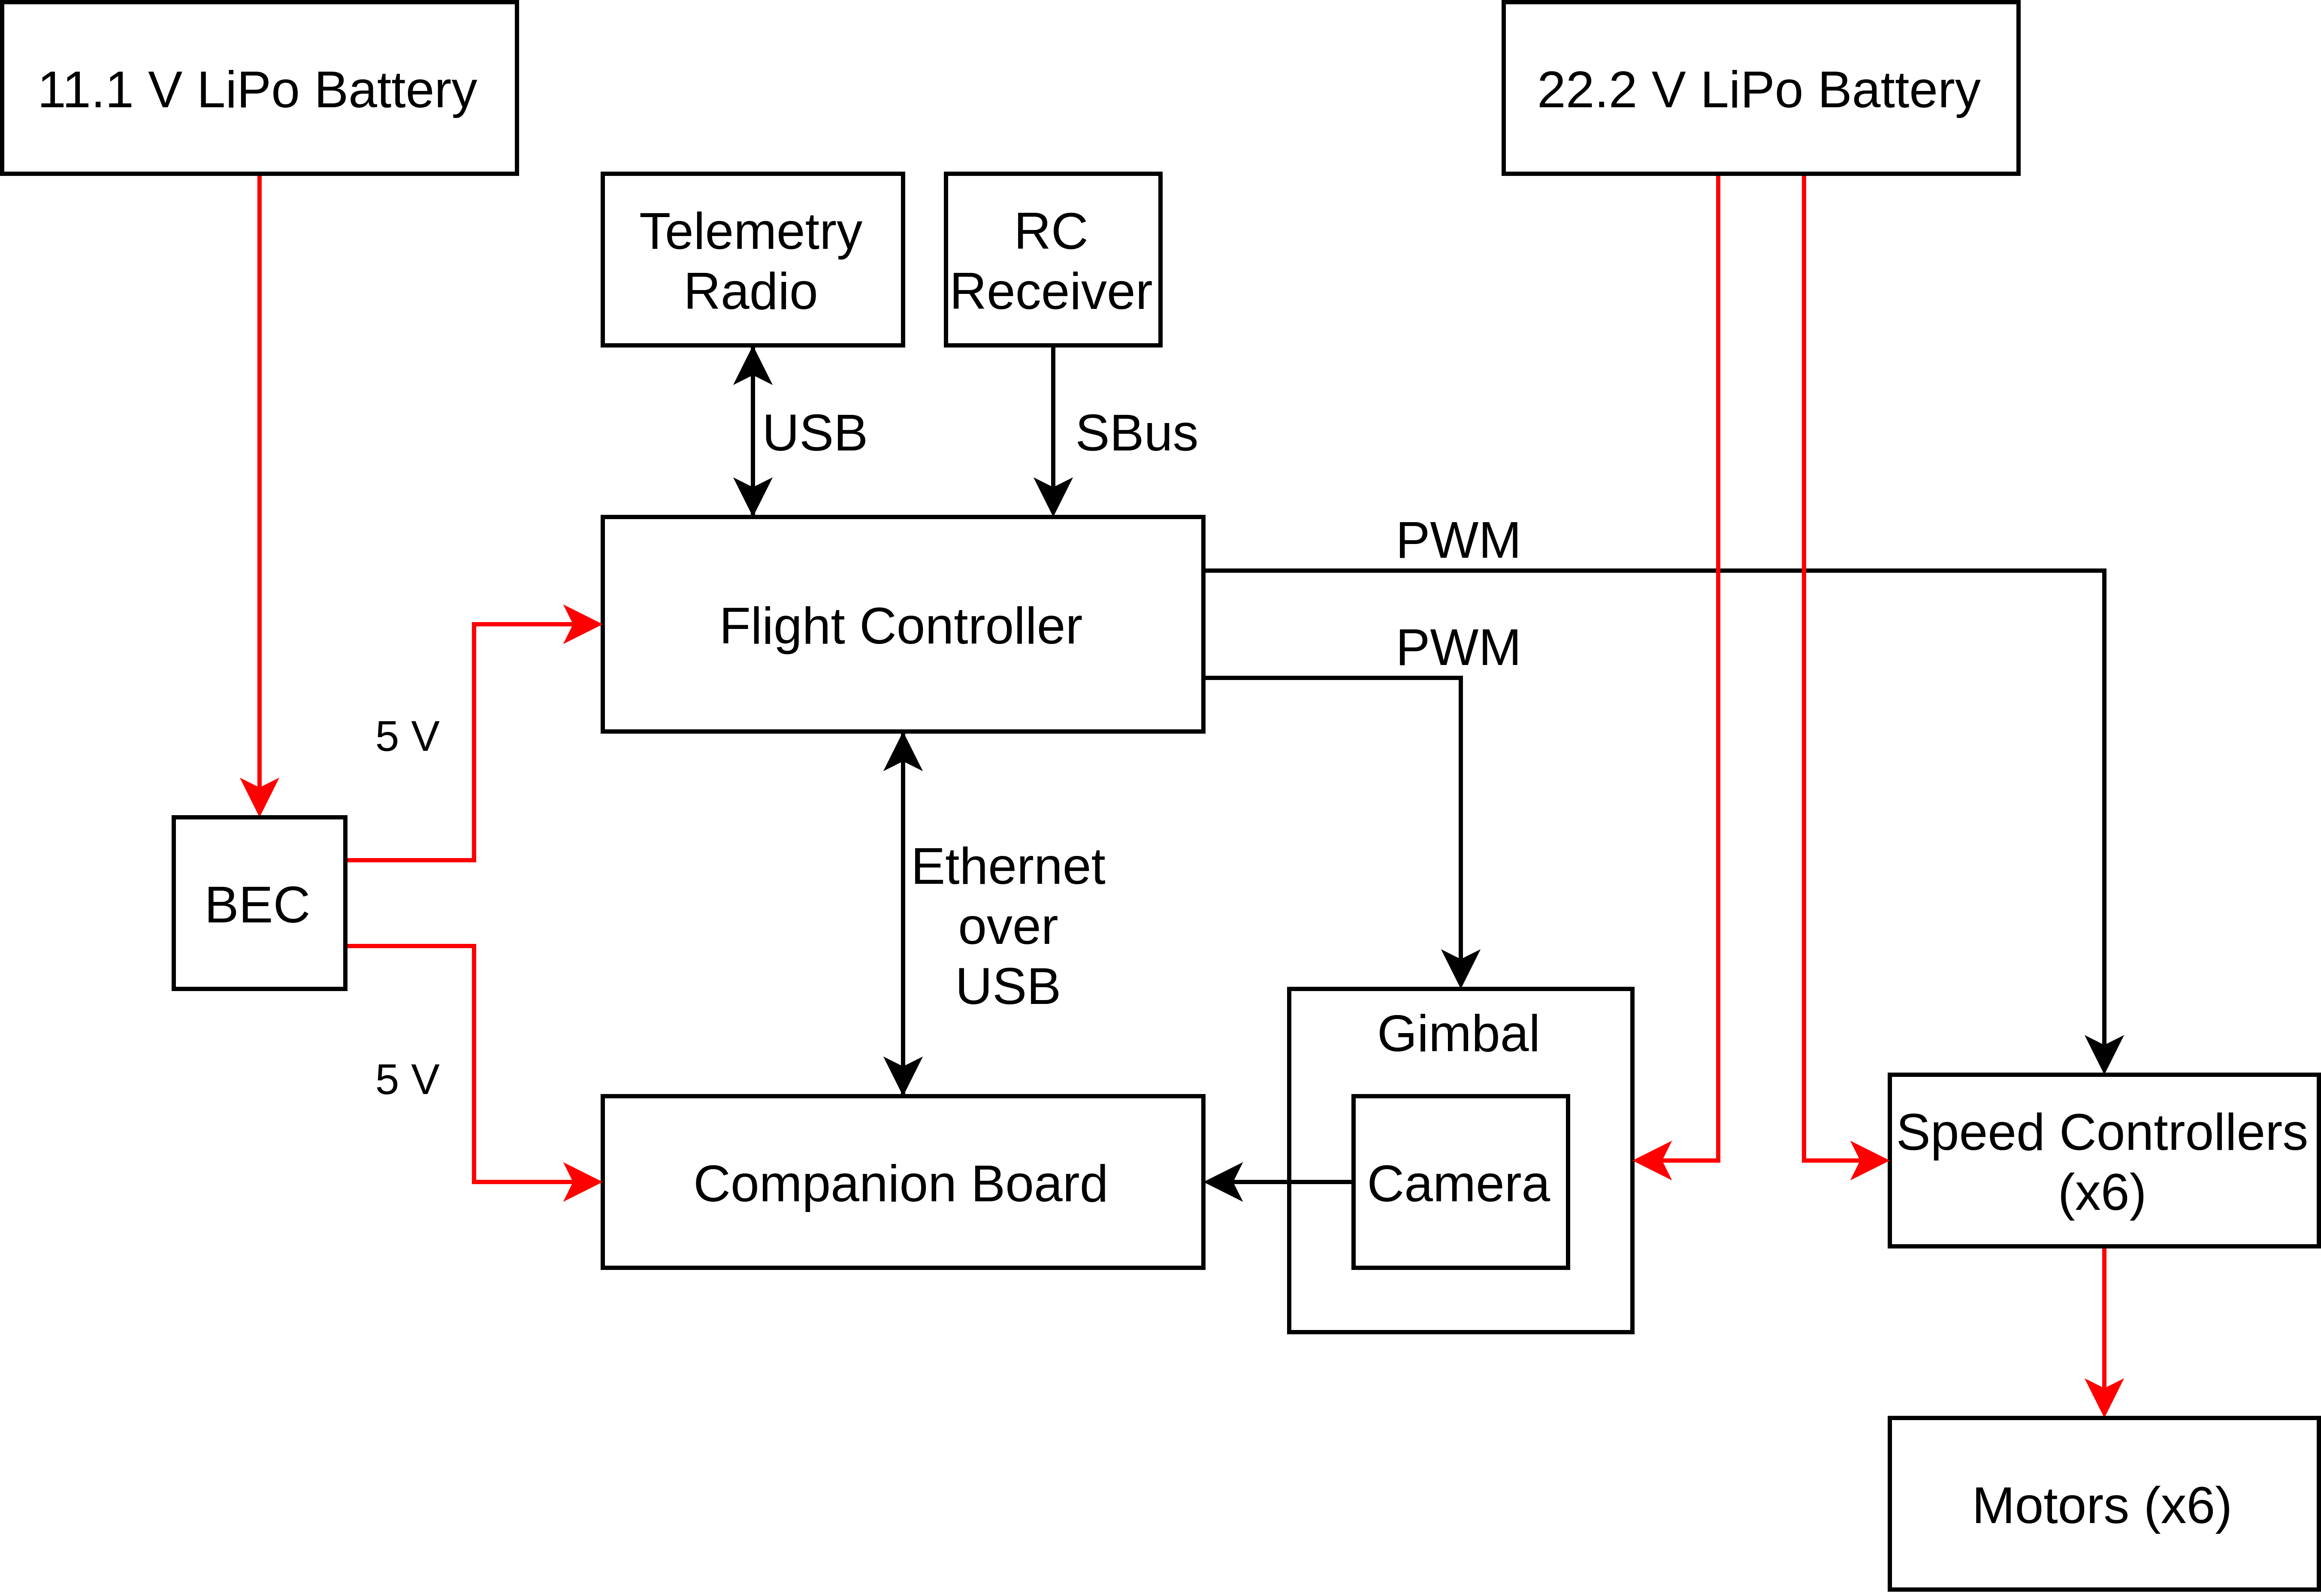 11.1 V LiPo Battery
22.2 V LiPo Battery
Telemetry
Radio
RC
Receiver
USB
SBus
PWM
Flight Controller
PWM
5 V
Ethernet
over
USB
BEC
Gimbal
5 V
Companion Board
Camera
Speed Controllers
(x6)
Motors (x6)